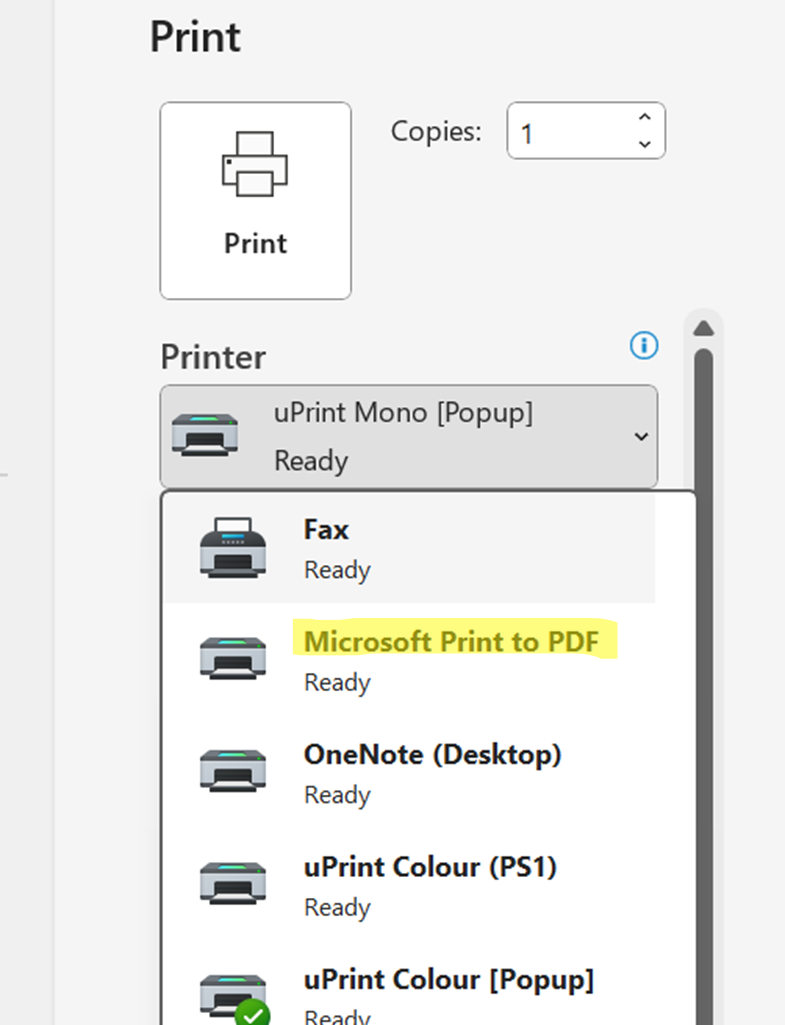 Print
Copies: 1
Print
Printer
uPrint Mono [Popup]
Ready
Fax
Ready
Microsoft Print to PDF
Ready
OneNote (Desktop)
Ready
uPrint Colour (PS1)
Ready
uPrint Colour [Popup]
Ready